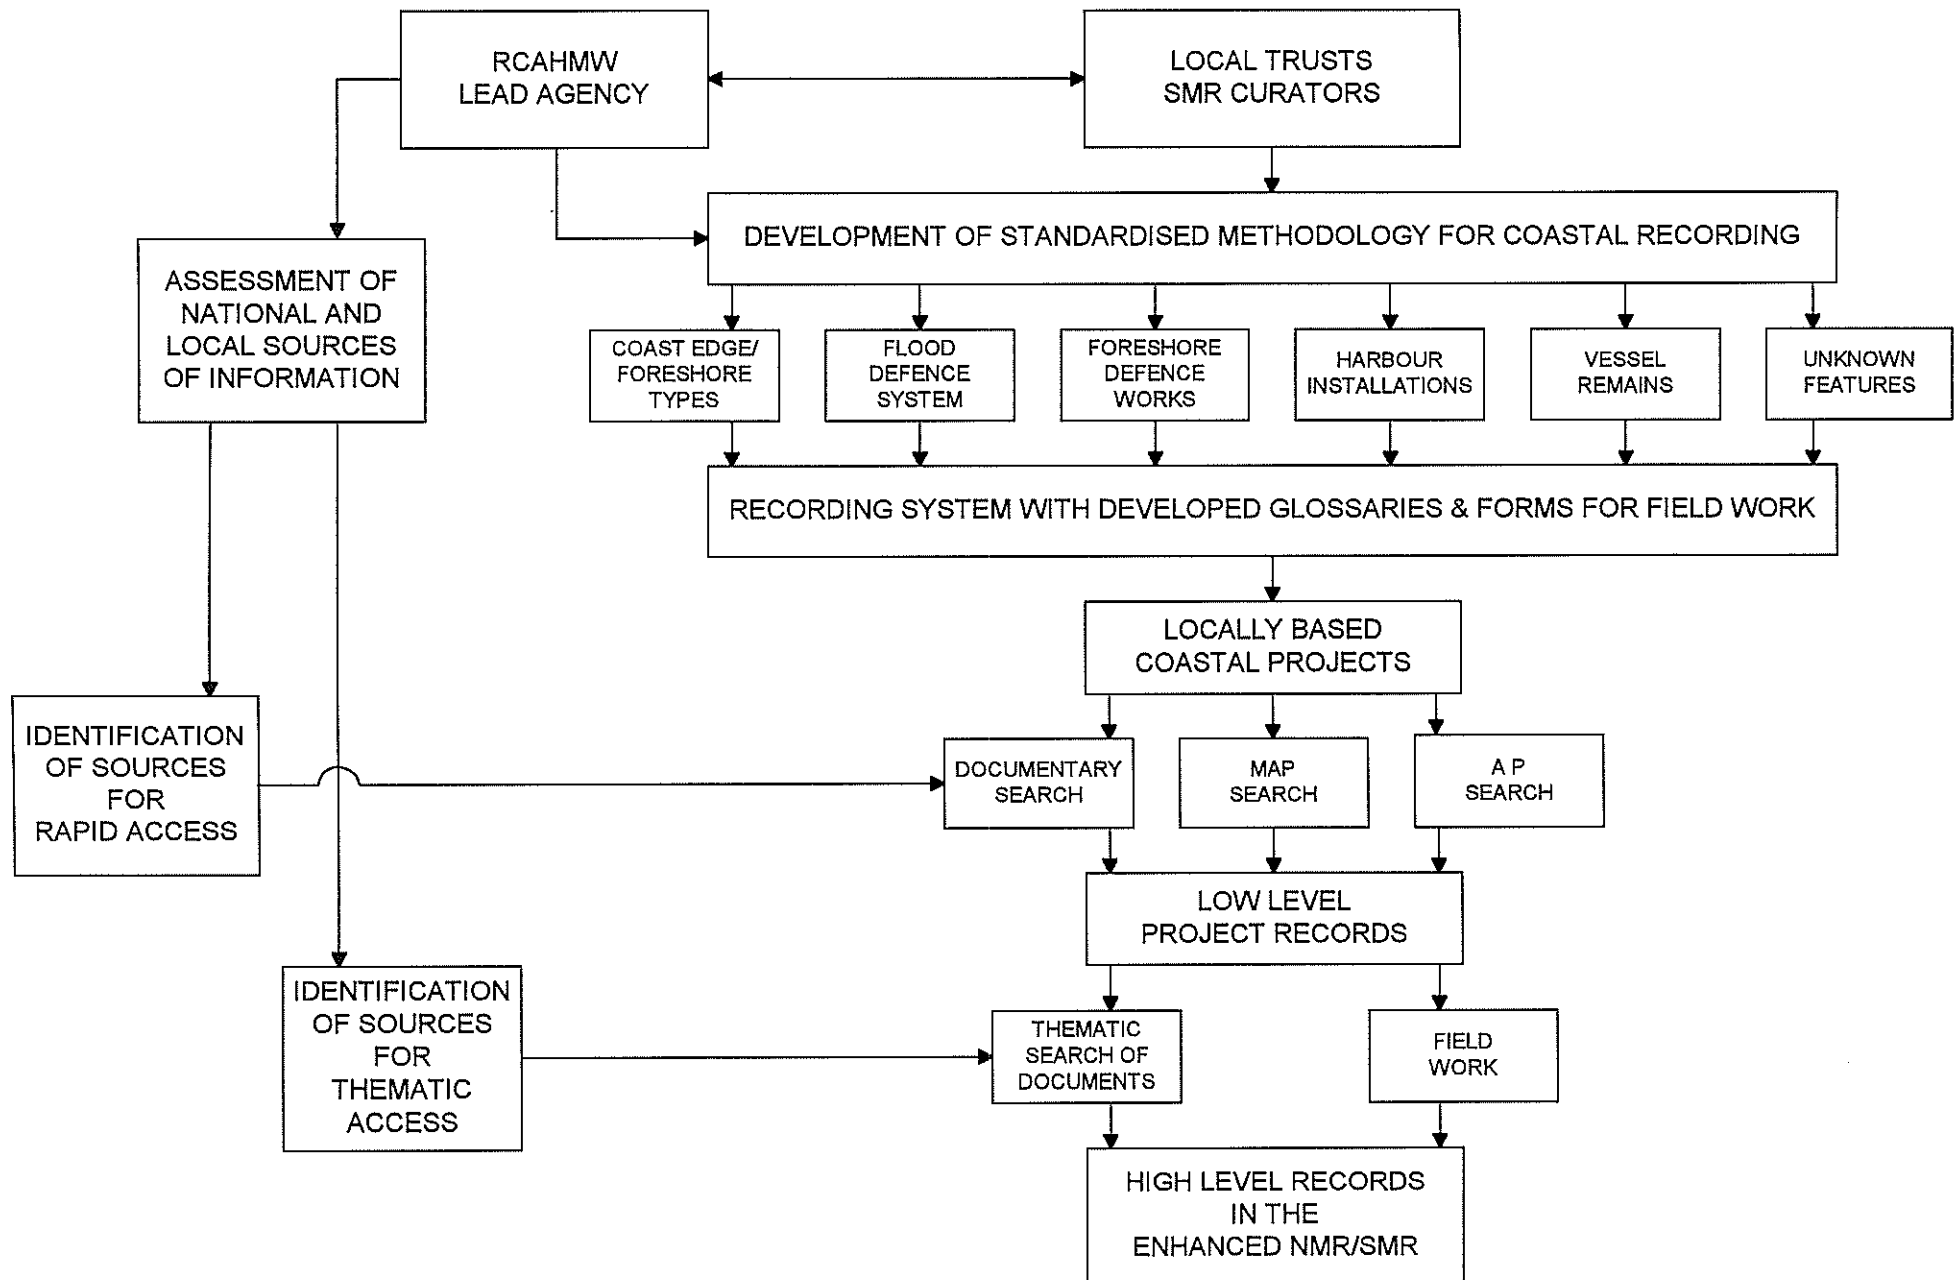 RCAHMW
LEAD AGENCY
LOCAL TRUSTS
SMR CURATORS
DEVELOPMENT OF STANDARDISED METHODOLOGY FOR COASTAL RECORDING
ASSESSMENT OF
NATIONAL AND
LOCAL SOURCES
OF INFORMATION
COAST EDGE/
FORESHORE
TYPES
FLOOD
DEFENCE
SYSTEM
FORESHORE
DEFENCE
WORKS
HARBOUR
INSTALLATIONS
VESSEL
REMAINS
UNKNOWN
FEATURES
RECORDING SYSTEM WITH DEVELOPED GLOSSARIES & FORMS FOR FIELD WORK
LOCALLY BASED
COASTAL PROJECTS
IDENTIFICATION
OF SOURCES
FOR
RAPID ACCESS
DOCUMENTARY
SEARCH
MAP
SEARCH
A P
SEARCH
LOW LEVEL
PROJECT RECORDS
IDENTIFICATION
OF SOURCES
FOR
THEMATIC
ACCESS
THEMATIC
SEARCH OF
DOCUMENTS
FIELD
WORK
HIGH LEVEL RECORDS
IN THE
ENHANCED NMR/SMR